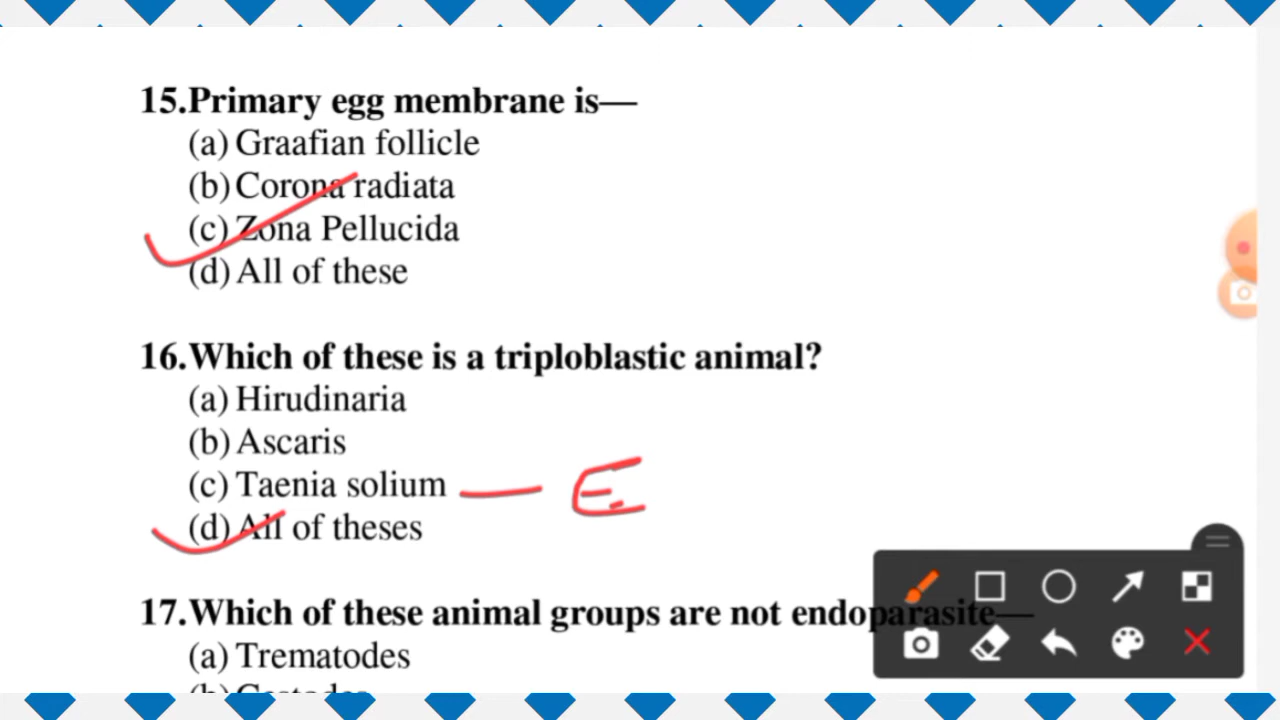 15.Primary egg membrane is—
(a) Graafian follicle
(b) Corona radiata
(c) Zona Pellucida
(d) All of these
16.Which of these is a triploblastic animal?
(a) Hirudinaria
(b) Ascaris
(c) Taenia solium — E
(d) All of theses
17.Which of these animal groups are not endoparasite—
(a) Trematodes